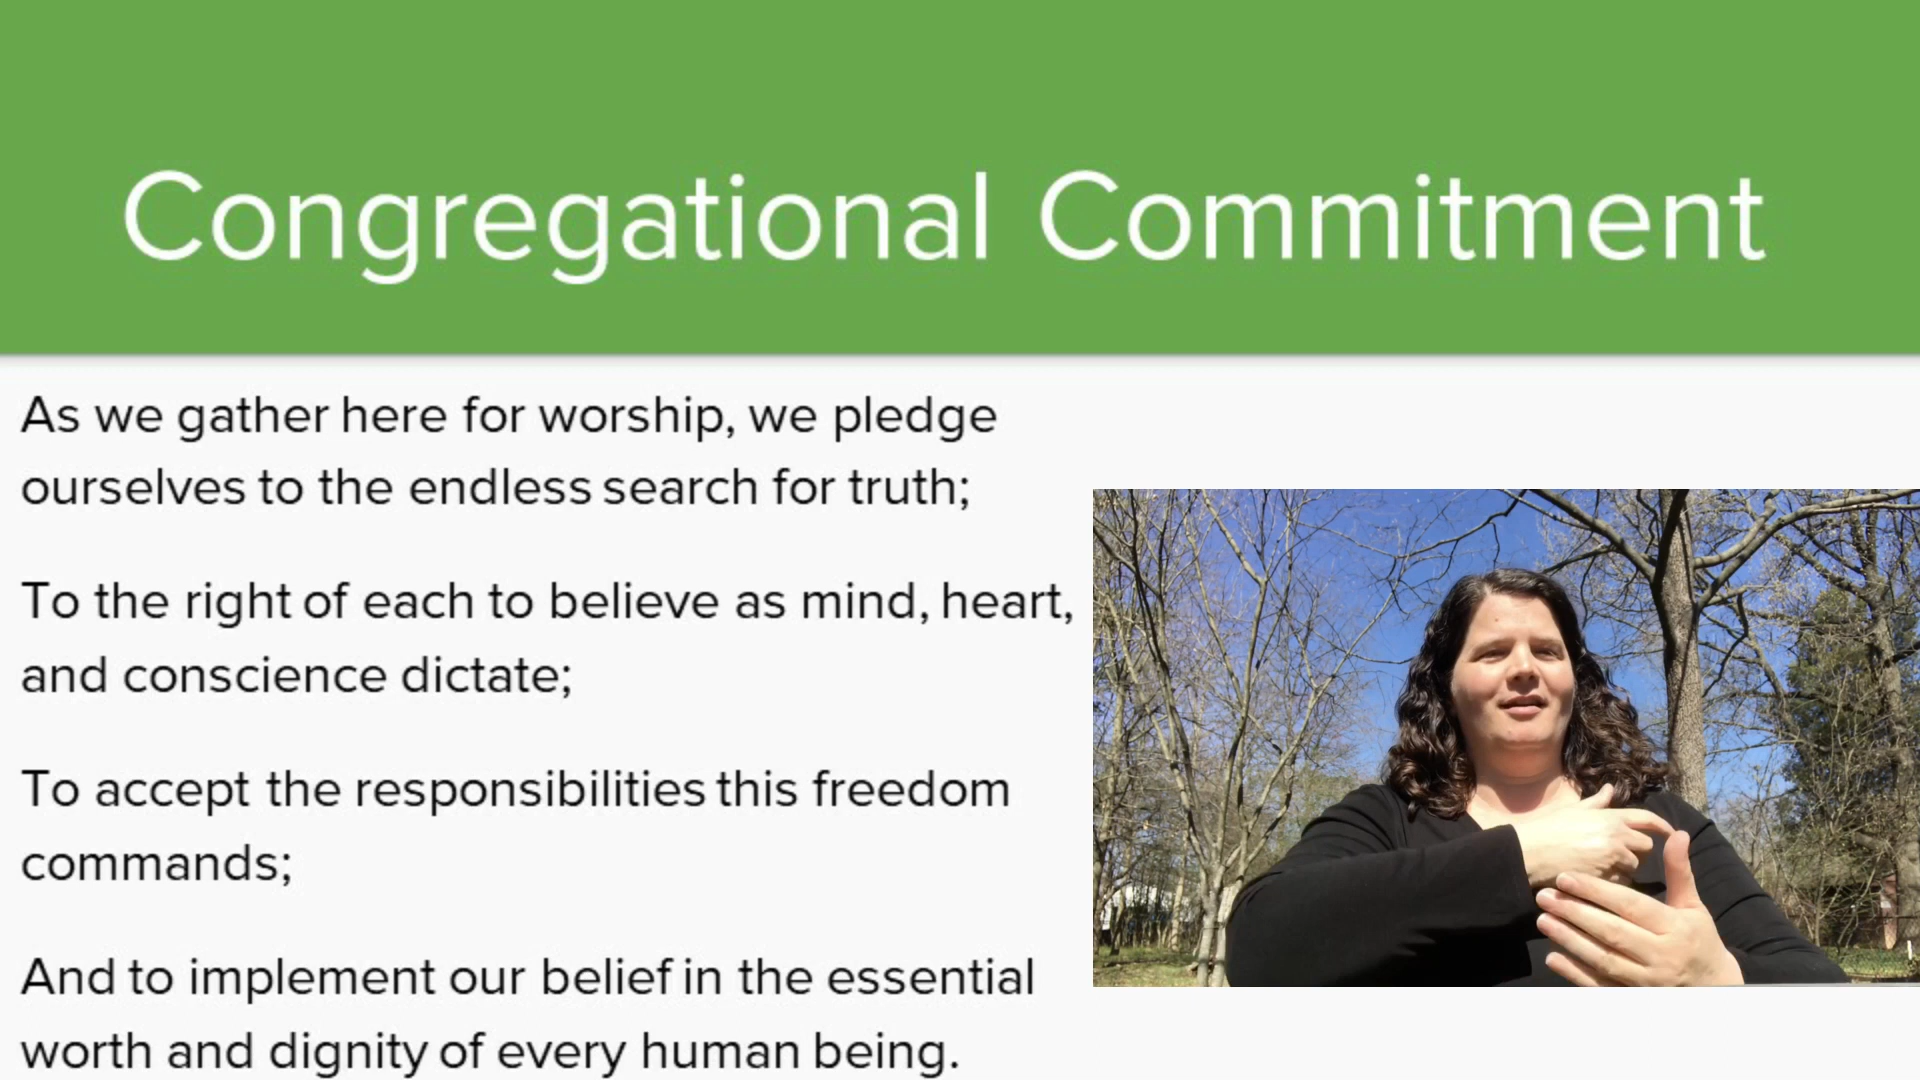 Congregational Commitment
As we gather here for worship, we pledge
ourselves to the endless search for truth;
To the right of each to believe as mind, heart,
and conscience dictate;
To accept the responsibilities this freedom
commands;
And to implement our belief in the essential
worth and dignity of every human being.